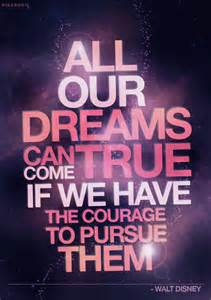 ALL
OUR
DREAMS
CAN TRUE
COME
IF WE HAVE
THE COURAGE
TO PURSUE
THEM
- WALT DISNEY